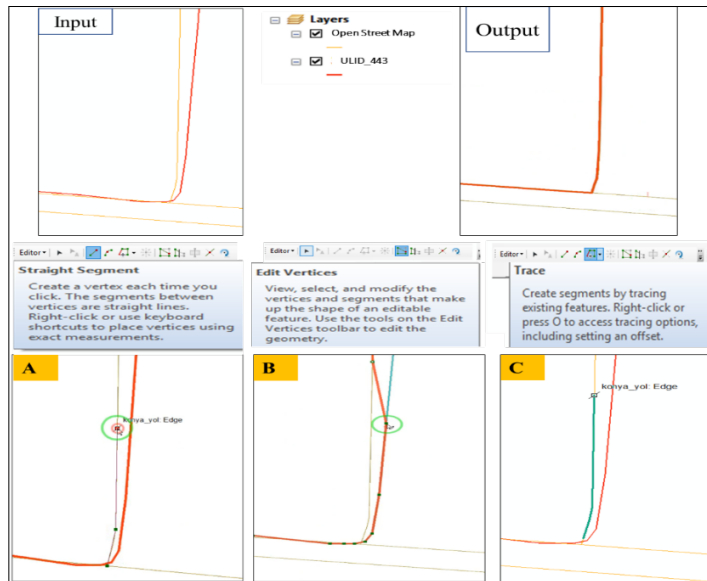 Input
Layers
Open Street Map
ULID_443
Output
Editor
Straight Segment
Create a vertex each time you
click. The segments between
vertices are straight lines.
Right-click or use keyboard
shortcuts to place vertices using
exact measurements.
Editor
Edit Vertices
View, select, and modify the
vertices and segments that make
up the shape of an editable
feature. Use the tools on the Edit
Vertices toolbar to edit the
geometry.
Editor
Trace
Create segments by tracing
existing features. Right-click or
press O to access tracing options,
including setting an offset.
A
konya_yol: Edge
B
C
konya_yol: Edge